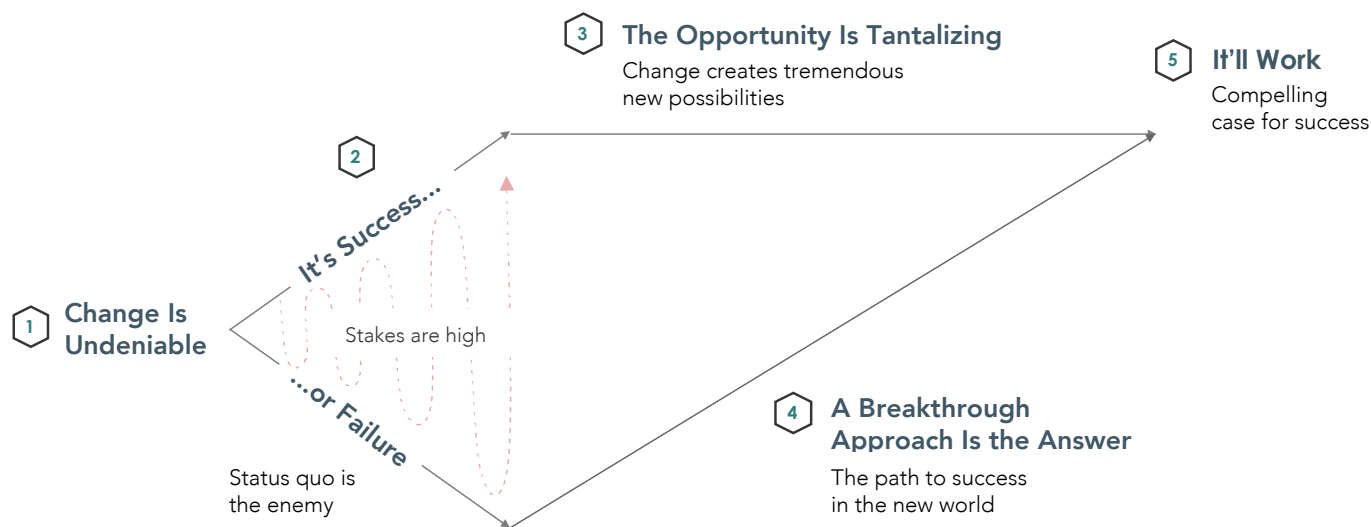 1
Change Is
Undeniable
2
It's Success...
...or Failure
Stakes are high
Status quo is
the enemy
3
The Opportunity Is Tantalizing
Change creates tremendous
new possibilities
4
A Breakthrough
Approach Is the Answer
The path to success
in the new world
5
It'll Work
Compelling
case for success